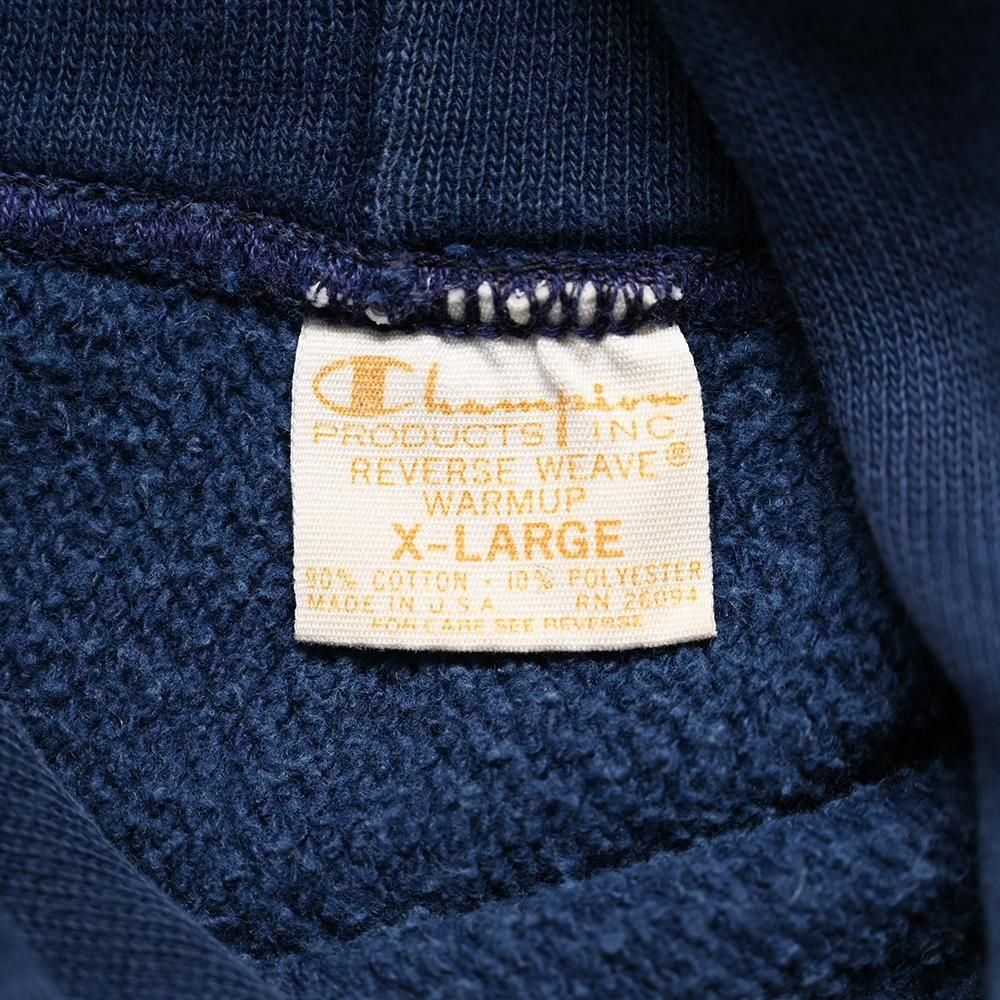 Champion
PRODUCTS INC
REVERSE WEAVE®
WARMUP
X-LARGE
90% COTTON · 10% POLYESTER
MADE IN U.S.A. RN 26094
FOR CARE SEE REVERSE